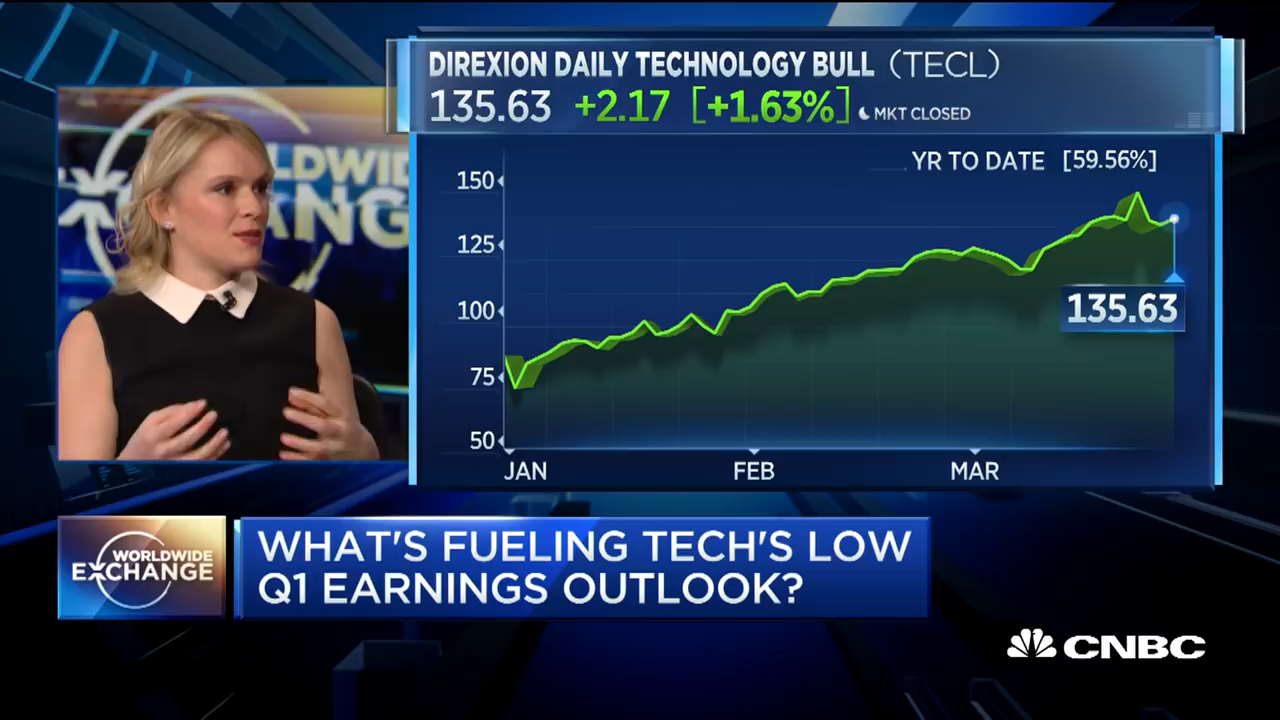 DIREXION DAILY TECHNOLOGY BULL (TECL)
135.63 +2.17 [+1.63%] MKT CLOSED
YR TO DATE [59.56%]
150
125
100
75
50
135.63
JAN FEB MAR
WORLDWIDE
EXCHANGE
WHAT'S FUELING TECH'S LOW
Q1 EARNINGS OUTLOOK?
CNBC